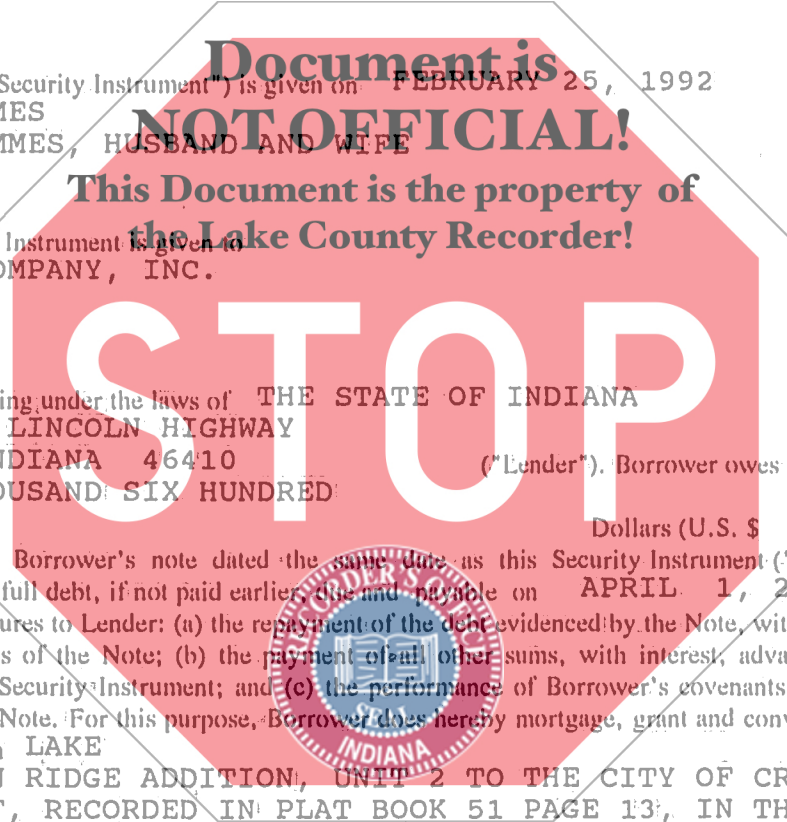 Document is
Security Instrument") is given on FEBRUARY 25, 1992
MES
NOT OFFICIAL!
MMES, HUSBAND AND WIFE
This Document is the property of
the Lake County Recorder!
Instrument is given to
OMPANY, INC.
STOP
ing under the laws of THE STATE OF INDIANA
LINCOLN HIGHWAY
NDIANA 46410 ("Lender"). Borrower owes
OUSAND SIX HUNDRED
Dollars (U.S. $
Borrower's note dated the same date as this Security Instrument ("
full debt, if not paid earlier, due and payable on APRIL 1, 2
ures to Lender: (a) the repayment of the debt evidenced by the Note, wit
s of the Note; (b) the payment of all other sums, with interest, adva
Security Instrument; and (c) the performance of Borrower's covenants
Note. For this purpose, Borrower does hereby mortgage, grant and conv
LAKE
RECORDER'S OFFICE
SEAL
INDIANA
N RIDGE ADDITION, UNIT 2 TO THE CITY OF CR
T, RECORDED IN PLAT BOOK 51 PAGE 13, IN TH